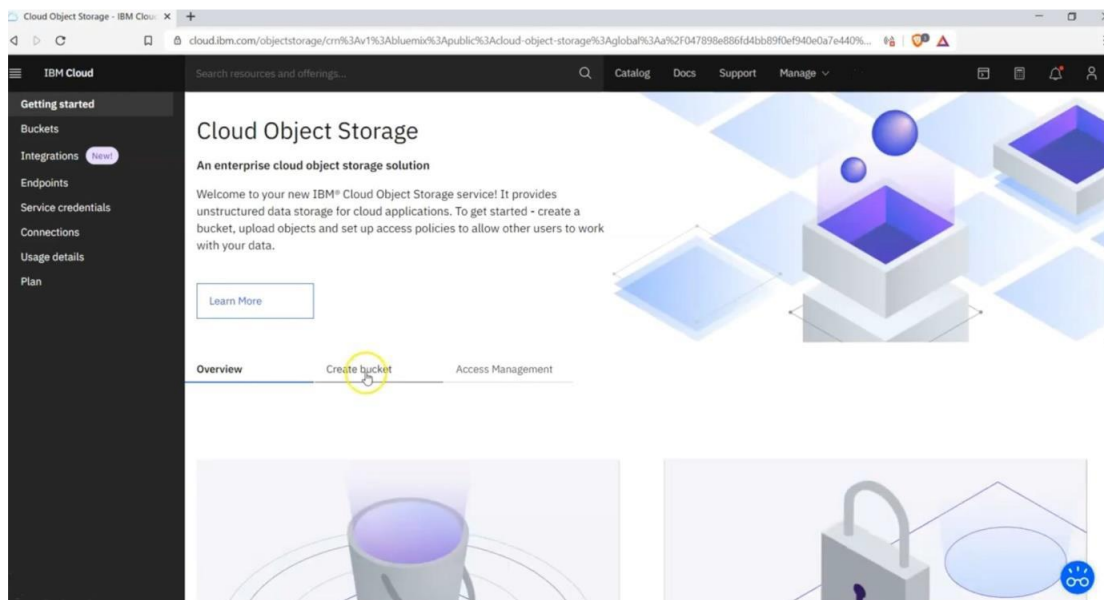 Cloud Object Storage - IBM Clou
cloud.ibm.com/objectstorage/crn%3Av1%3Abluemix%3Apublic%3Acloud-object-storage%3Aglobal%3Aa%2F047898e886fd4bb89f0ef940e0a7e440%...
IBM Cloud
Search resources and offerings...
Catalog
Docs
Support
Manage
Getting started
Buckets
Integrations New!
Endpoints
Service credentials
Connections
Usage details
Plan
Cloud Object Storage
An enterprise cloud object storage solution
Welcome to your new IBM® Cloud Object Storage service! It provides
unstructured data storage for cloud applications. To get started - create a
bucket, upload objects and set up access policies to allow other users to work
with your data.
Learn More
Overview
Create bucket
Access Management